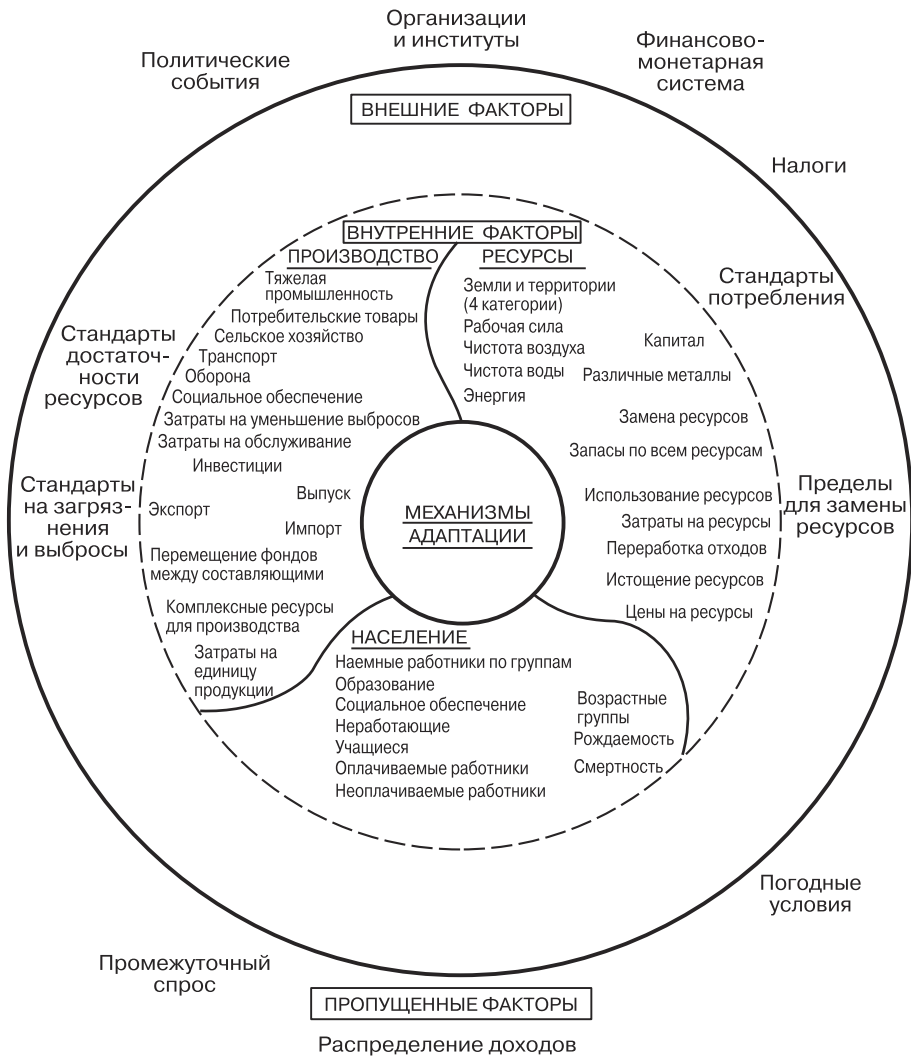 Организации
и институты
Политические
события
Финансово-
монетарная
система
ВНЕШНИЕ ФАКТОРЫ
Налоги
Стандарты
потребления
Стандарты
достаточ-
ности
ресурсов
Стандарты
на загряз-
нения
и выбросы
Пределы
для замены
ресурсов
ВНУТРЕННИЕ ФАКТОРЫ
ПРОИЗВОДСТВО
Тяжелая
промышленность
Потребительские товары
Сельское хозяйство
Транспорт
Оборона
Социальное обеспечение
Затраты на уменьшение выбросов
Затраты на обслуживание
Инвестиции
Выпуск
Экспорт
Импорт
Перемещение фондов
между составляющими
Комплексные ресурсы
для производства
Затраты на
единицу
продукции
РЕСУРСЫ
Земли и территории
(4 категории)
Рабочая сила
Чистота воздуха
Чистота воды
Энергия
Капитал
Различные металлы
Замена ресурсов
Запасы по всем ресурсам
Использование ресурсов
Затраты на ресурсы
Переработка отходов
Истощение ресурсов
Цены на ресурсы
МЕХАНИЗМЫ
АДАПТАЦИИ
НАСЕЛЕНИЕ
Наемные работники по группам
Образование
Социальное обеспечение
Неработающие
Учащиеся
Оплачиваемые работники
Неоплачиваемые работники
Возрастные
группы
Рождаемость
Смертность
Погодные
условия
Промежуточный
спрос
ПРОПУЩЕННЫЕ ФАКТОРЫ
Распределение доходов